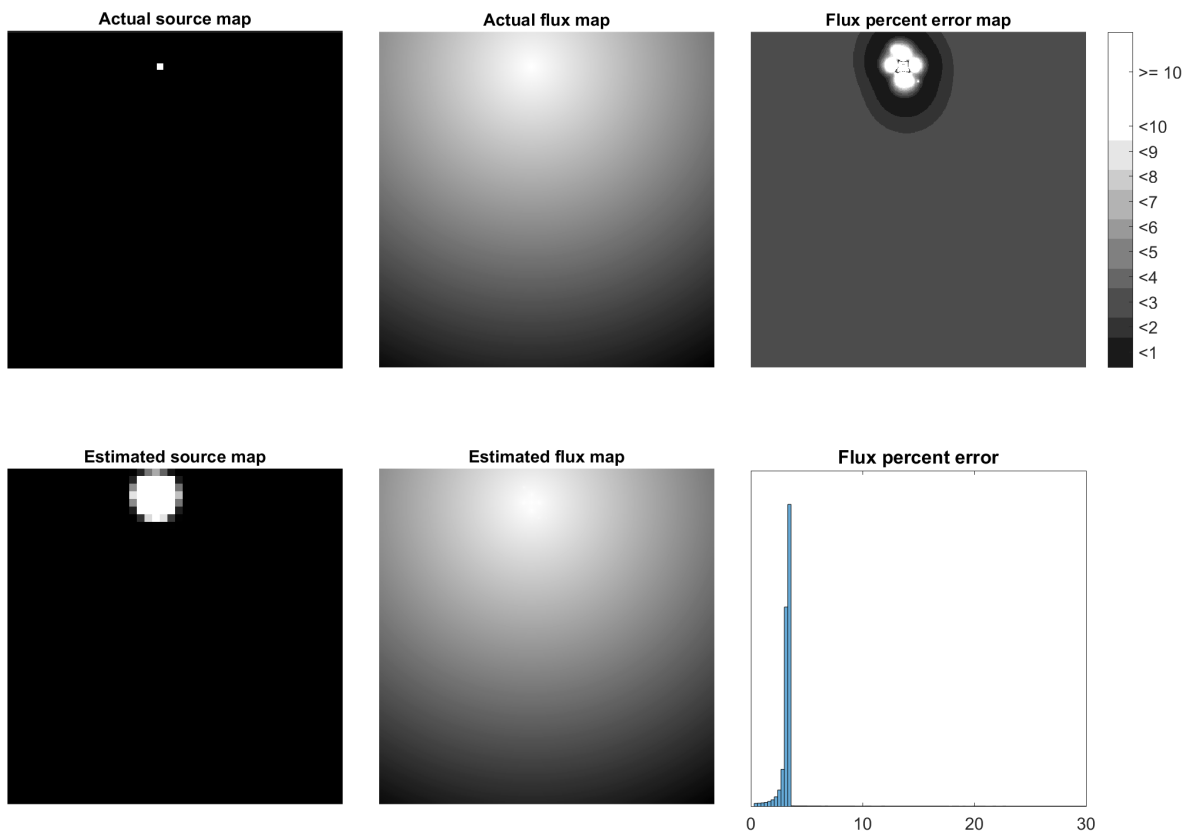 Actual source map
Actual flux map
Flux percent error map
>= 10
<10
<9
<8
<7
<6
<5
<4
<3
<2
<1
Estimated source map
Estimated flux map
Flux percent error
0
10
20
30